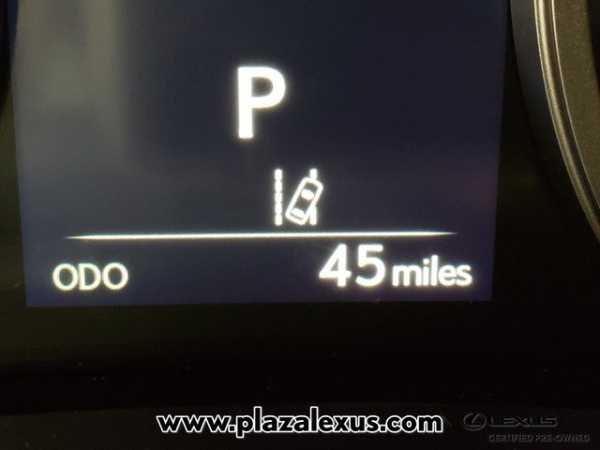 P
ODO 45 miles
www.plazalexus.com
LEXUS
CERTIFIED PRE-OWNED